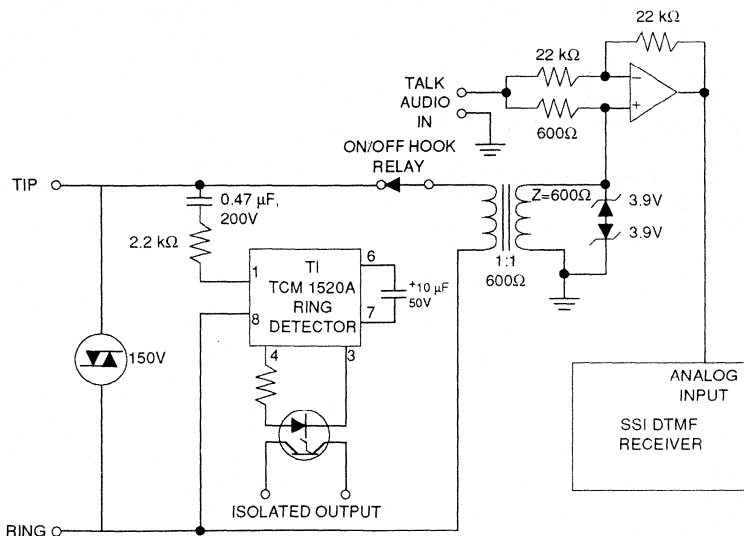 22 kΩ
22 kΩ
TALK
AUDIO
IN
−
+
600Ω
ON/OFF HOOK
RELAY
TIP
0.47 µF,
200V
Z=600Ω
3.9V
3.9V
2.2 kΩ
1:1
600Ω
TI
TCM 1520A
RING
DETECTOR
1
8
6
7
4
3
+10 µF
50V
150V
ANALOG
INPUT
SSI DTMF
RECEIVER
ISOLATED OUTPUT
RING